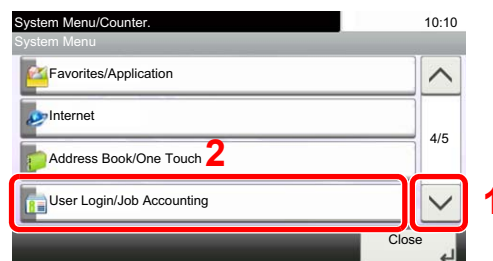 System Menu/Counter. 10:10
System Menu
Favorites/Application
Internet
4/5
Address Book/One Touch 2
User Login/Job Accounting
1
Close